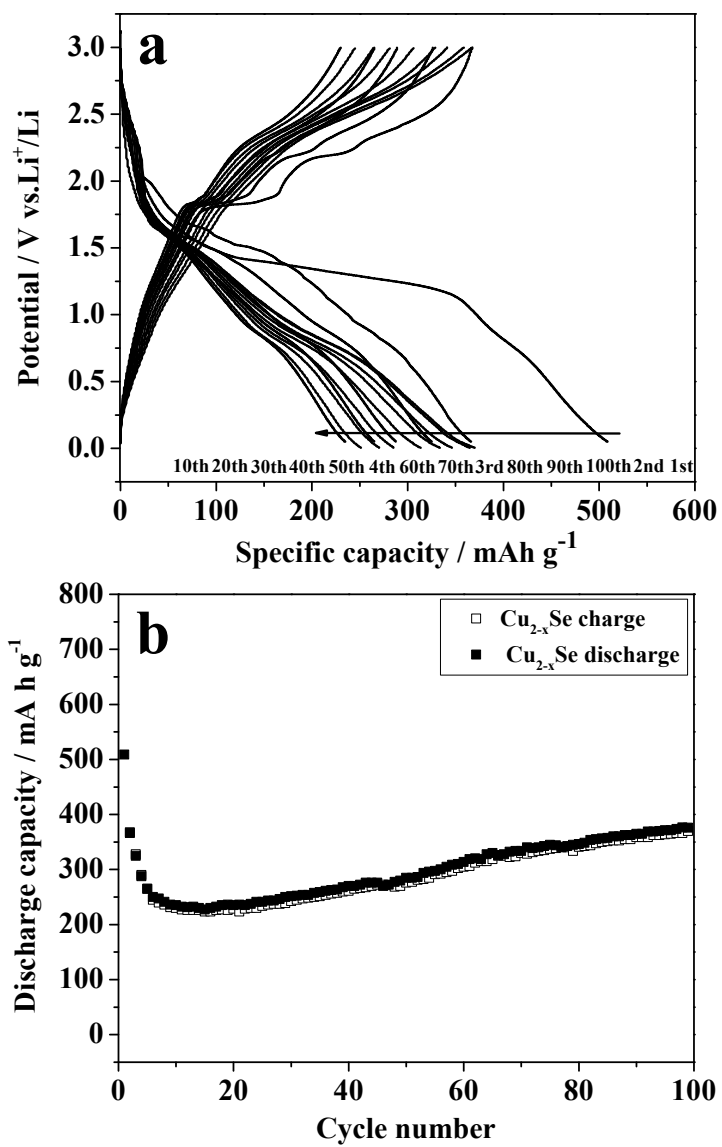 a
3.0
2.5
2.0
1.5
1.0
0.5
0.0
Potential / V vs.Li⁺/Li
10th 20th 30th 40th 50th 4th 60th 70th 3rd 80th 90th 100th 2nd 1st
0 100 200 300 400 500 600
Specific capacity / mAh g⁻¹
b
800
700
600
500
400
300
200
100
0
Discharge capacity / mA h g⁻¹
Cu₂₋ₓSe charge
Cu₂₋ₓSe discharge
0 20 40 60 80 100
Cycle number